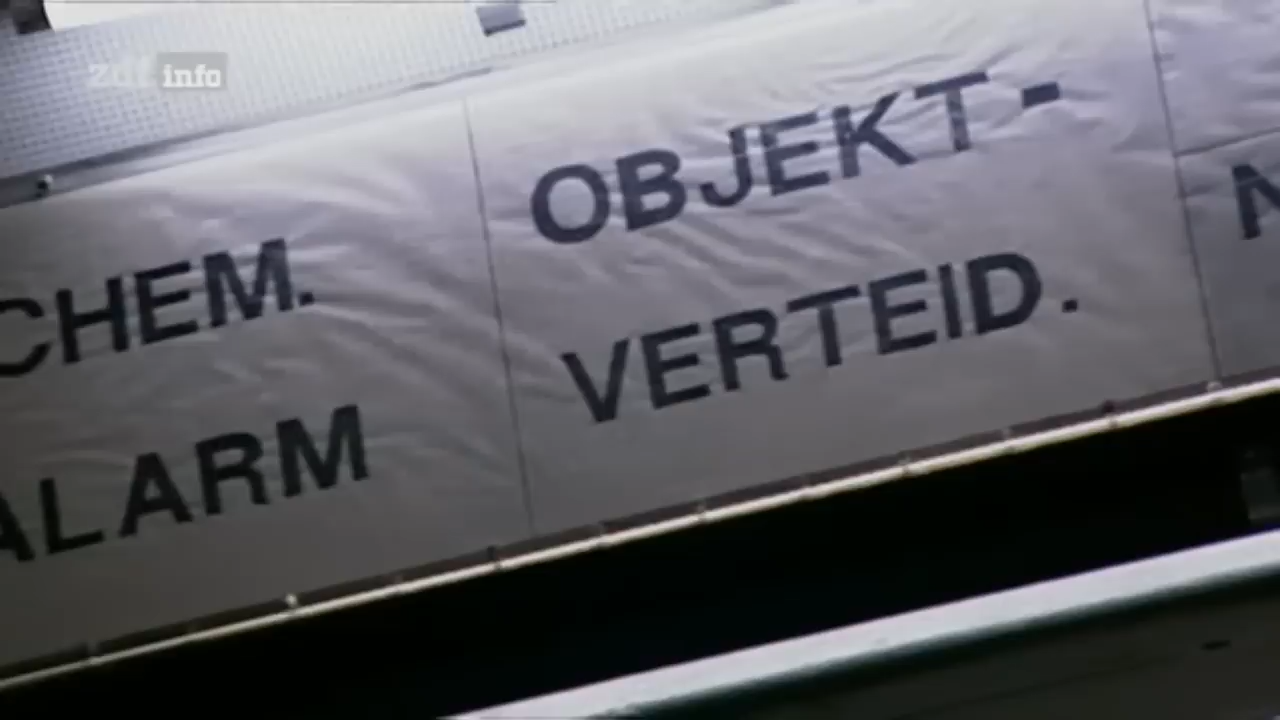 ZDF info
CHEM.
ALARM
OBJEKT-
VERTEID.
N